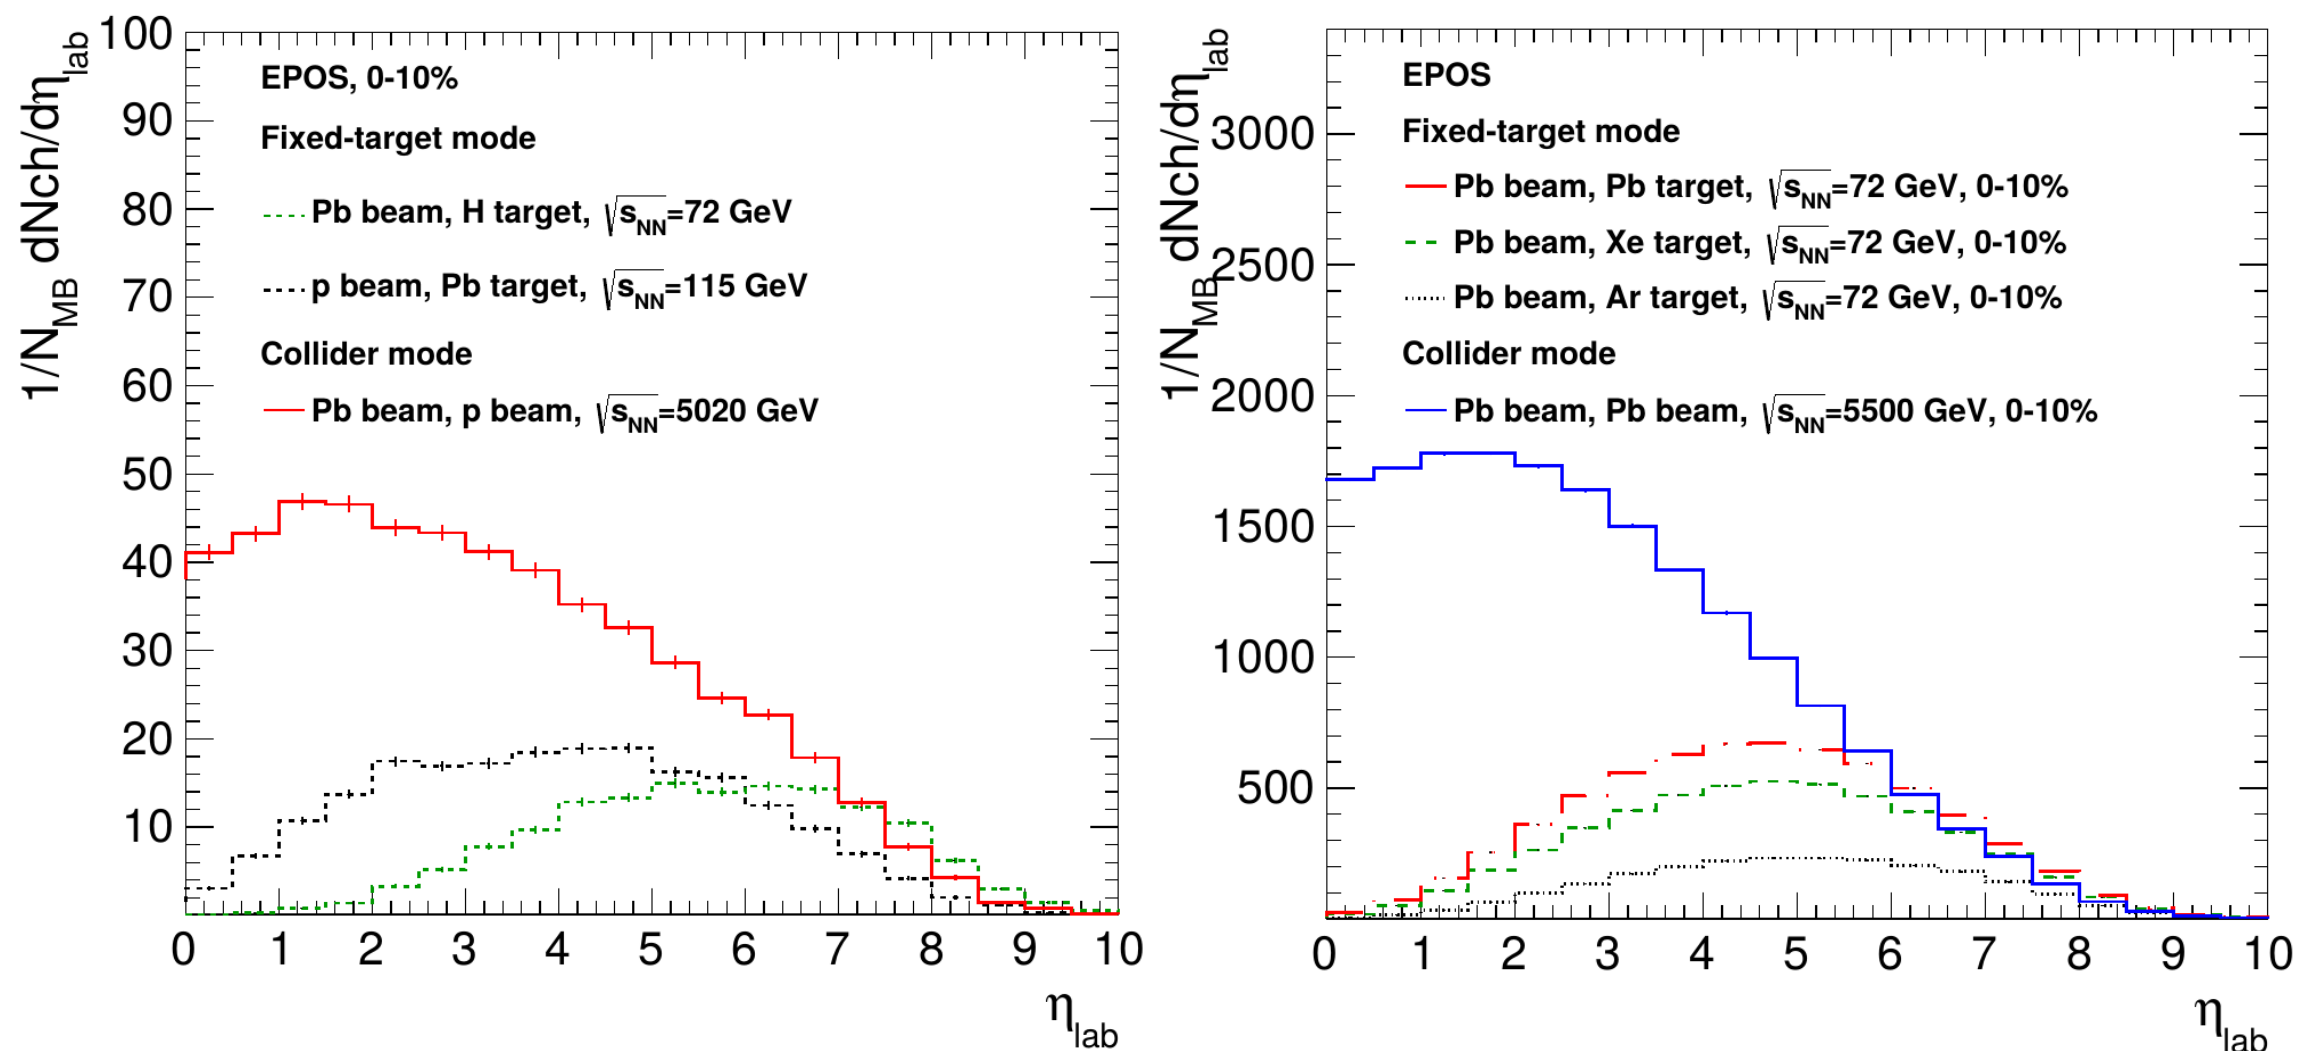 1/N_MB dNch/dη_lab
100
90
80
70
60
50
40
30
20
10
EPOS, 0-10%
Fixed-target mode
Pb beam, H target, √s_NN=72 GeV
p beam, Pb target, √s_NN=115 GeV
Collider mode
Pb beam, p beam, √s_NN=5020 GeV
0 1 2 3 4 5 6 7 8 9 10
η_lab
1/N_MB dNch/dη_lab
3000
2500
2000
1500
1000
500
EPOS
Fixed-target mode
Pb beam, Pb target, √s_NN=72 GeV, 0-10%
Pb beam, Xe target, √s_NN=72 GeV, 0-10%
Pb beam, Ar target, √s_NN=72 GeV, 0-10%
Collider mode
Pb beam, Pb beam, √s_NN=5500 GeV, 0-10%
0 1 2 3 4 5 6 7 8 9 10
η_lab